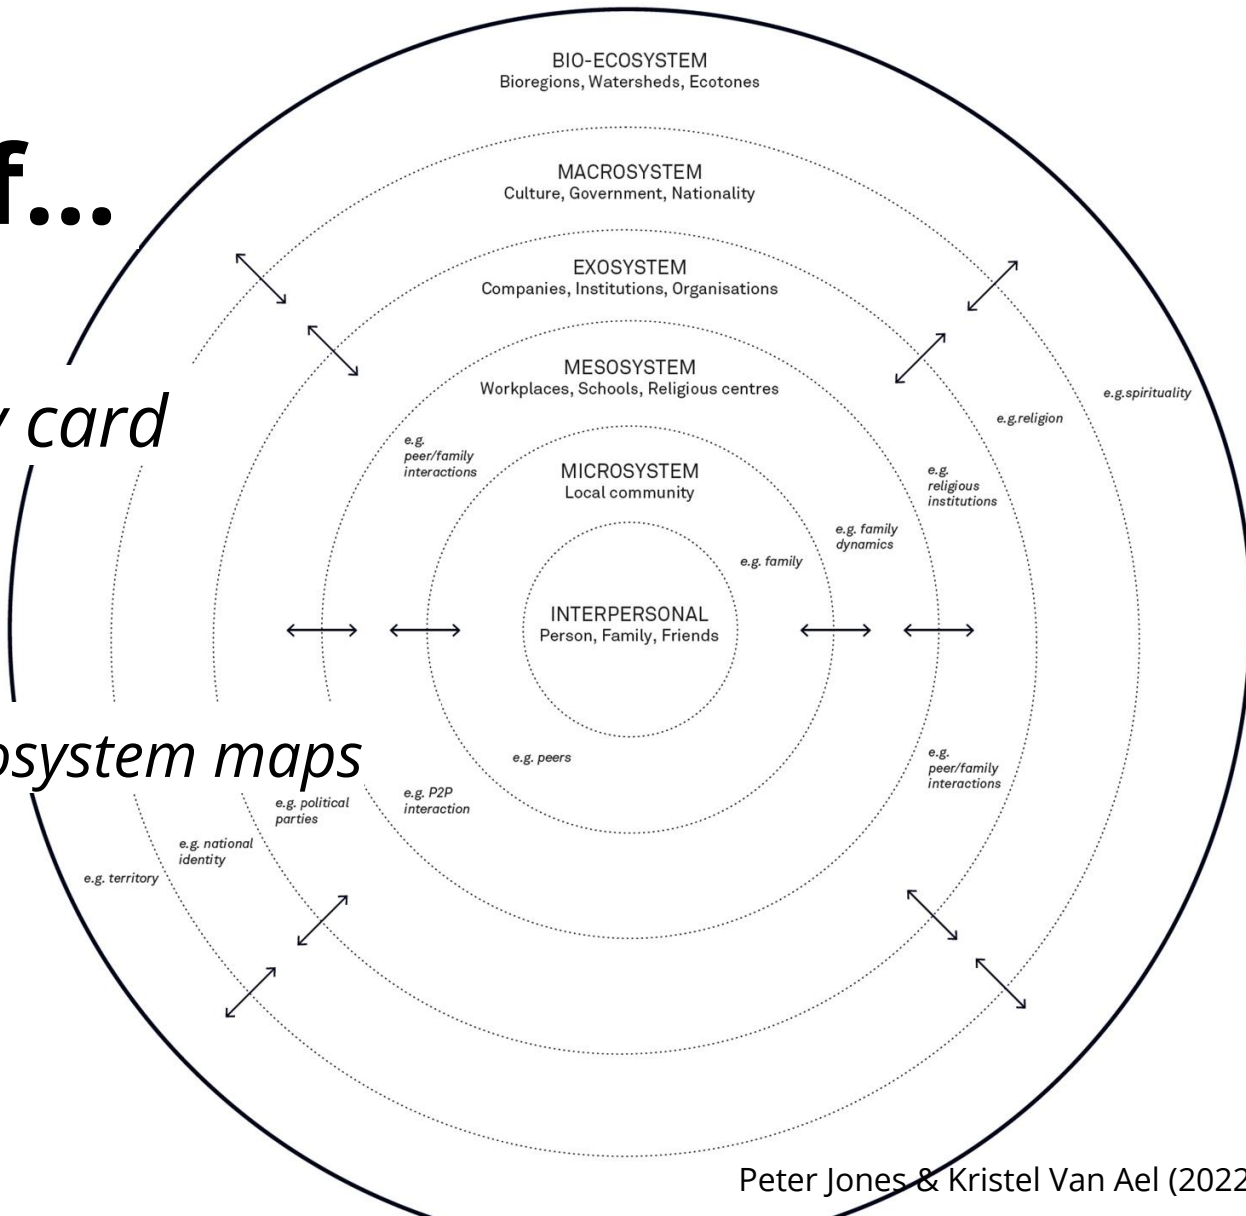 BIO-ECOSYSTEM
Bioregions, Watersheds, Ecotones
f...
MACROSYSTEM
Culture, Government, Nationality
EXOSYSTEM
Companies, Institutions, Organisations
MESOSYSTEM
Workplaces, Schools, Religious centres
y card
e.g.spirituality
e.g.religion
e.g.
peer/family
interactions
MICROSYSTEM
Local community
e.g.
religious
institutions
e.g. family
dynamics
e.g. family
INTERPERSONAL
Person, Family, Friends
osystem maps
e.g. peers
e.g.
peer/family
interactions
e.g. P2P
interaction
e.g. political
parties
e.g. national
identity
e.g. territory
Peter Jones & Kristel Van Ael (2022